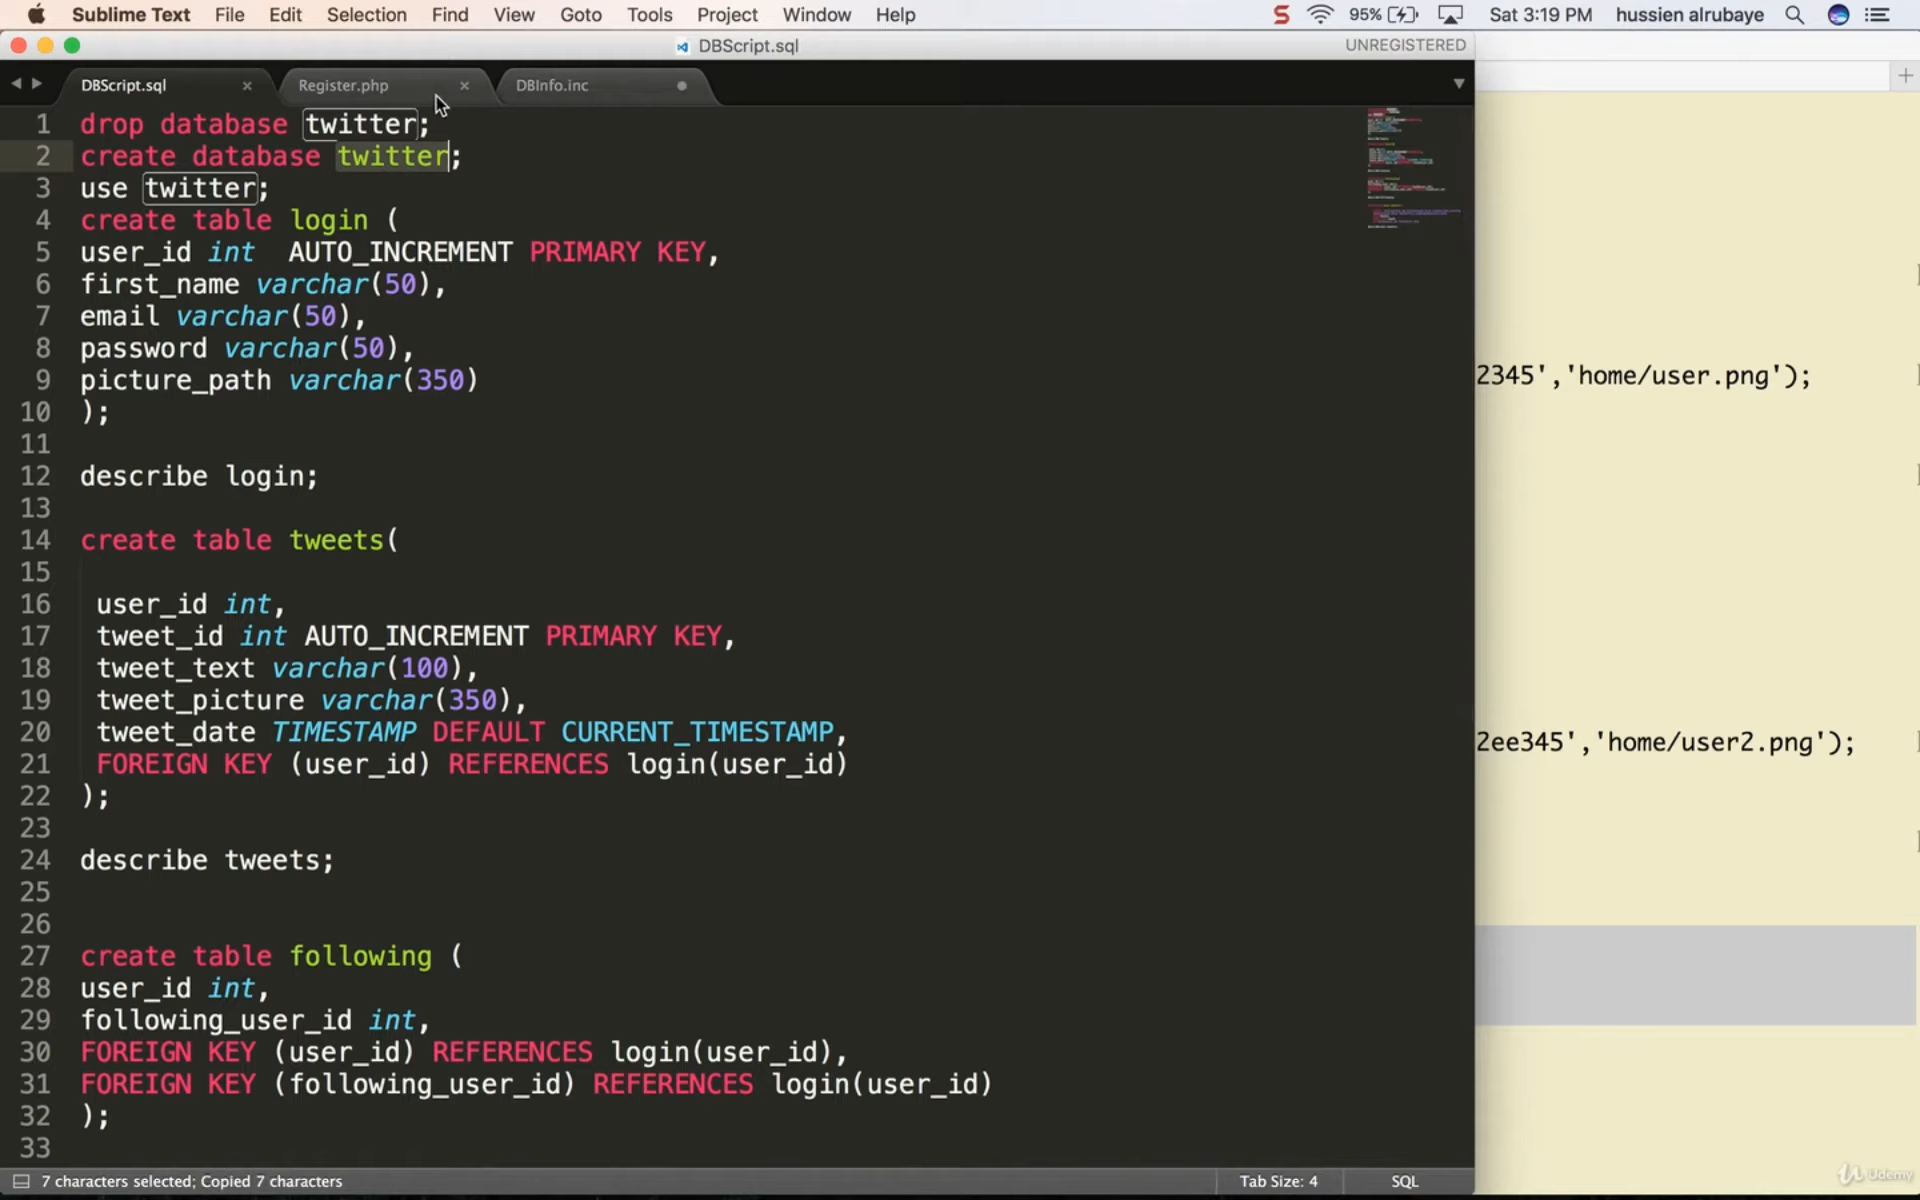 Sublime Text File Edit Selection Find View Goto Tools Project Window Help 95% Sat 3:19 PM hussien alrubaye
DBScript.sql UNREGISTERED
DBScript.sql Register.php DBInfo.inc
1 drop database twitter;
2 create database twitter;
3 use twitter;
4 create table login (
5 user_id int  AUTO_INCREMENT PRIMARY KEY,
6 first_name varchar(50),
7 email varchar(50),
8 password varchar(50),
9 picture_path varchar(350)
10 );
11
12 describe login;
13
14 create table tweets(
15
16 user_id int,
17 tweet_id int AUTO_INCREMENT PRIMARY KEY,
18 tweet_text varchar(100),
19 tweet_picture varchar(350),
20 tweet_date TIMESTAMP DEFAULT CURRENT_TIMESTAMP,
21 FOREIGN KEY (user_id) REFERENCES login(user_id)
22 );
23
24 describe tweets;
25
26
27 create table following (
28 user_id int,
29 following_user_id int,
30 FOREIGN KEY (user_id) REFERENCES login(user_id),
31 FOREIGN KEY (following_user_id) REFERENCES login(user_id)
32 );
33
2345','home/user.png');
2ee345','home/user2.png');
7 characters selected; Copied 7 characters Tab Size: 4 SQL
Udemy